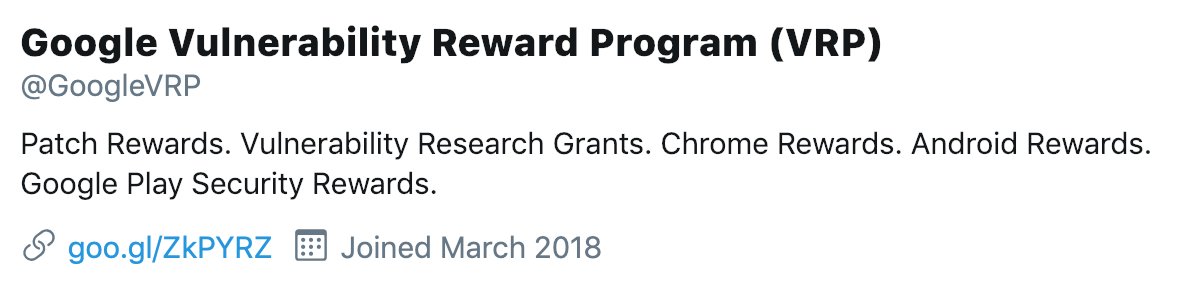 Google Vulnerability Reward Program (VRP)
@GoogleVRP
Patch Rewards. Vulnerability Research Grants. Chrome Rewards. Android Rewards.
Google Play Security Rewards.
goo.gl/ZkPYRZ Joined March 2018